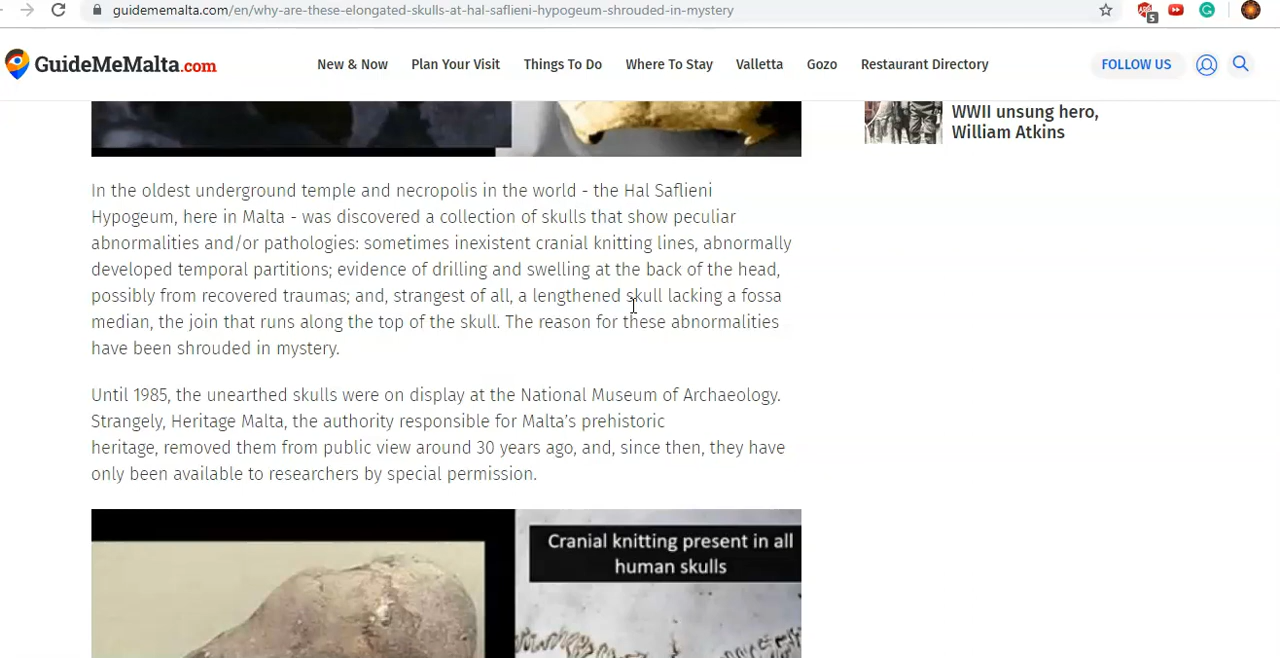 guidememalta.com/en/why-are-these-elongated-skulls-at-hal-saflieni-hypogeum-shrouded-in-mystery
5
GuideMeMalta.com
New & Now
Plan Your Visit
Things To Do
Where To Stay
Valletta
Gozo
Restaurant Directory
FOLLOW US
WWII unsung hero,
William Atkins
In the oldest underground temple and necropolis in the world - the Hal Saflieni
Hypogeum, here in Malta - was discovered a collection of skulls that show peculiar
abnormalities and/or pathologies: sometimes inexistent cranial knitting lines, abnormally
developed temporal partitions; evidence of drilling and swelling at the back of the head,
possibly from recovered traumas; and, strangest of all, a lengthened skull lacking a fossa
median, the join that runs along the top of the skull. The reason for these abnormalities
have been shrouded in mystery.
Until 1985, the unearthed skulls were on display at the National Museum of Archaeology.
Strangely, Heritage Malta, the authority responsible for Malta’s prehistoric
heritage, removed them from public view around 30 years ago, and, since then, they have
only been available to researchers by special permission.
Cranial knitting present in all
human skulls